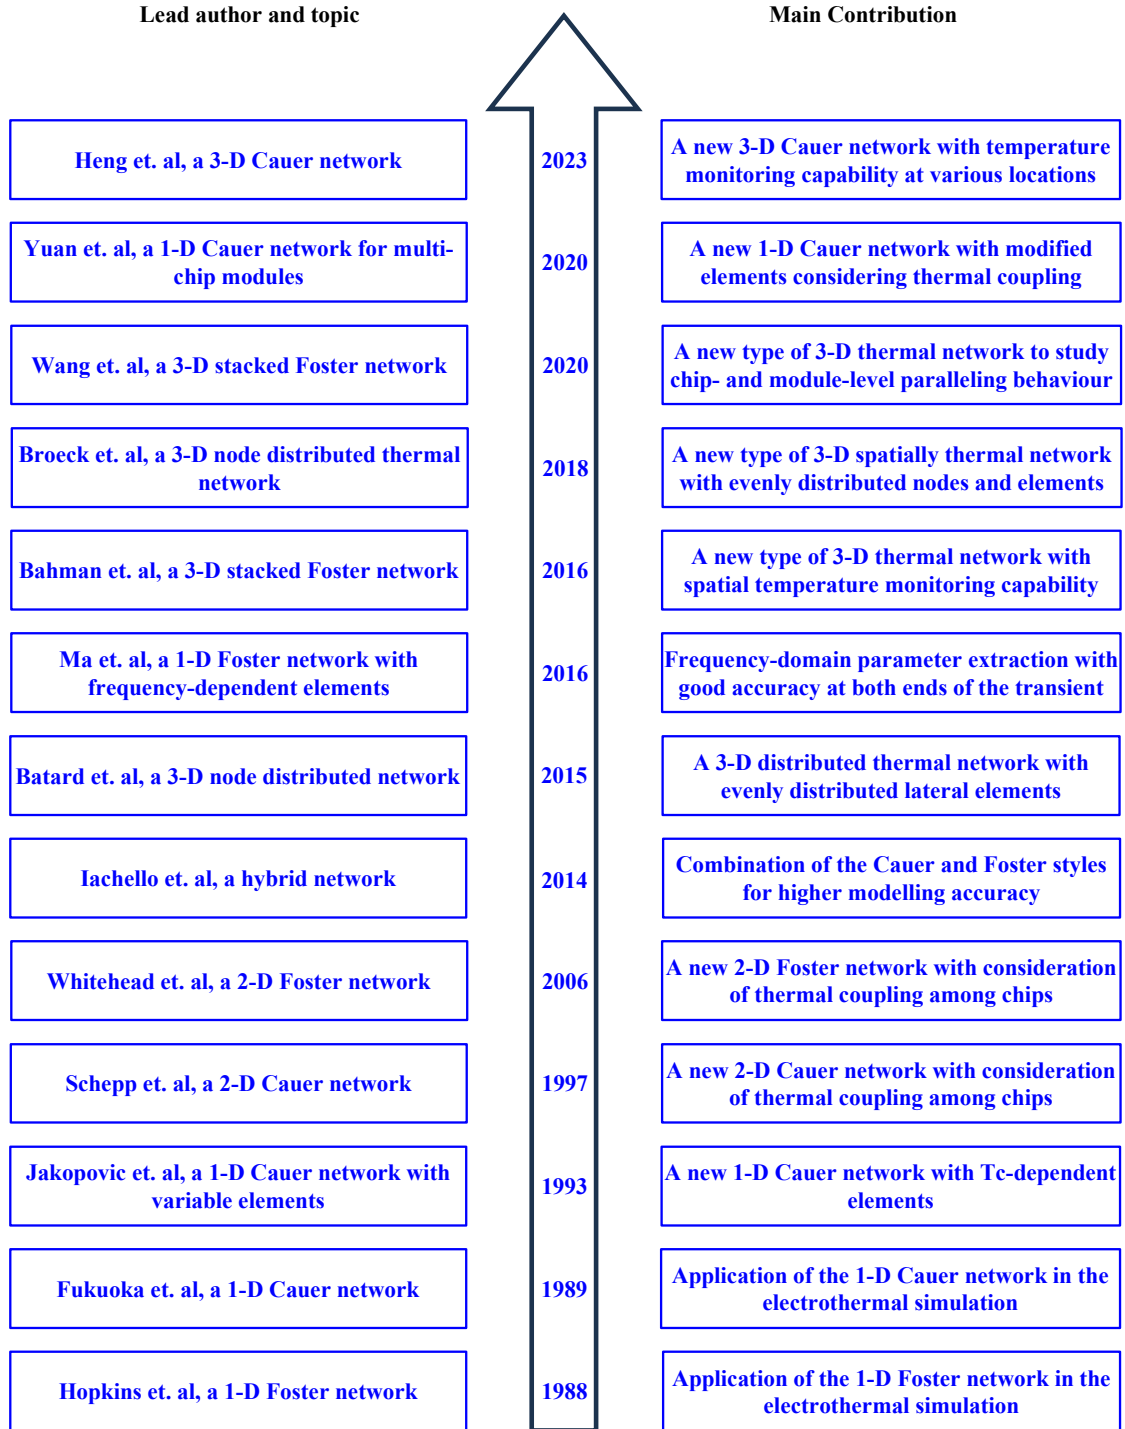 Lead author and topic
Main Contribution
Heng et. al, a 3-D Cauer network
2023
A new 3-D Cauer network with temperature
monitoring capability at various locations
Yuan et. al, a 1-D Cauer network for multi-
chip modules
2020
A new 1-D Cauer network with modified
elements considering thermal coupling
Wang et. al, a 3-D stacked Foster network
2020
A new type of 3-D thermal network to study
chip- and module-level paralleling behaviour
Broeck et. al, a 3-D node distributed thermal
network
2018
A new type of 3-D spatially thermal network
with evenly distributed nodes and elements
Bahman et. al, a 3-D stacked Foster network
2016
A new type of 3-D thermal network with
spatial temperature monitoring capability
Ma et. al, a 1-D Foster network with
frequency-dependent elements
2016
Frequency-domain parameter extraction with
good accuracy at both ends of the transient
Batard et. al, a 3-D node distributed network
2015
A 3-D distributed thermal network with
evenly distributed lateral elements
Iachello et. al, a hybrid network
2014
Combination of the Cauer and Foster styles
for higher modelling accuracy
Whitehead et. al, a 2-D Foster network
2006
A new 2-D Foster network with consideration
of thermal coupling among chips
Schepp et. al, a 2-D Cauer network
1997
A new 2-D Cauer network with consideration
of thermal coupling among chips
Jakopovic et. al, a 1-D Cauer network with
variable elements
1993
A new 1-D Cauer network with Tc-dependent
elements
Fukuoka et. al, a 1-D Cauer network
1989
Application of the 1-D Cauer network in the
electrothermal simulation
Hopkins et. al, a 1-D Foster network
1988
Application of the 1-D Foster network in the
electrothermal simulation